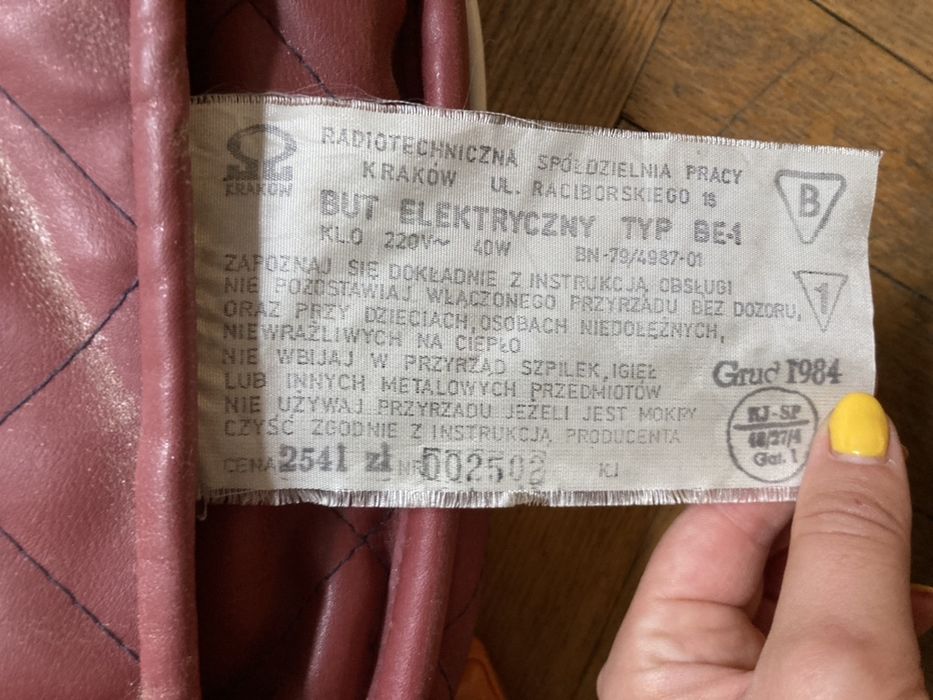 KRAKÓW
RADIOTECHNICZNA SPÓŁDZIELNIA PRACY
KRAKÓW UL. RACIBORSKIEGO 15
B
BUT ELEKTRYCZNY TYP BE-1
KL.0 220V~ 40W BN-79/4987-01
ZAPOZNAJ SIĘ DOKŁADNIE Z INSTRUKCJĄ OBSŁUGI
NIE POZOSTAWIAJ WŁĄCZONEGO PRZYRZĄDU BEZ DOZORU,
1
ORAZ PRZY DZIECIACH, OSOBACH NIEDOŁĘŻNYCH,
NIEWRAŻLIWYCH NA CIEPŁO
NIE WBIJAJ W PRZYRZĄD SZPILEK, IGIEŁ
LUB INNYCH METALOWYCH PRZEDMIOTÓW
NIE UŻYWAJ PRZYRZĄDU JEŻELI JEST MOKRY
CZYŚĆ ZGODNIE Z INSTRUKCJĄ PRODUCENTA
Grud 1984
KJ-SP
Gat. 1
CENA 2541 zł NR 002508 KJ